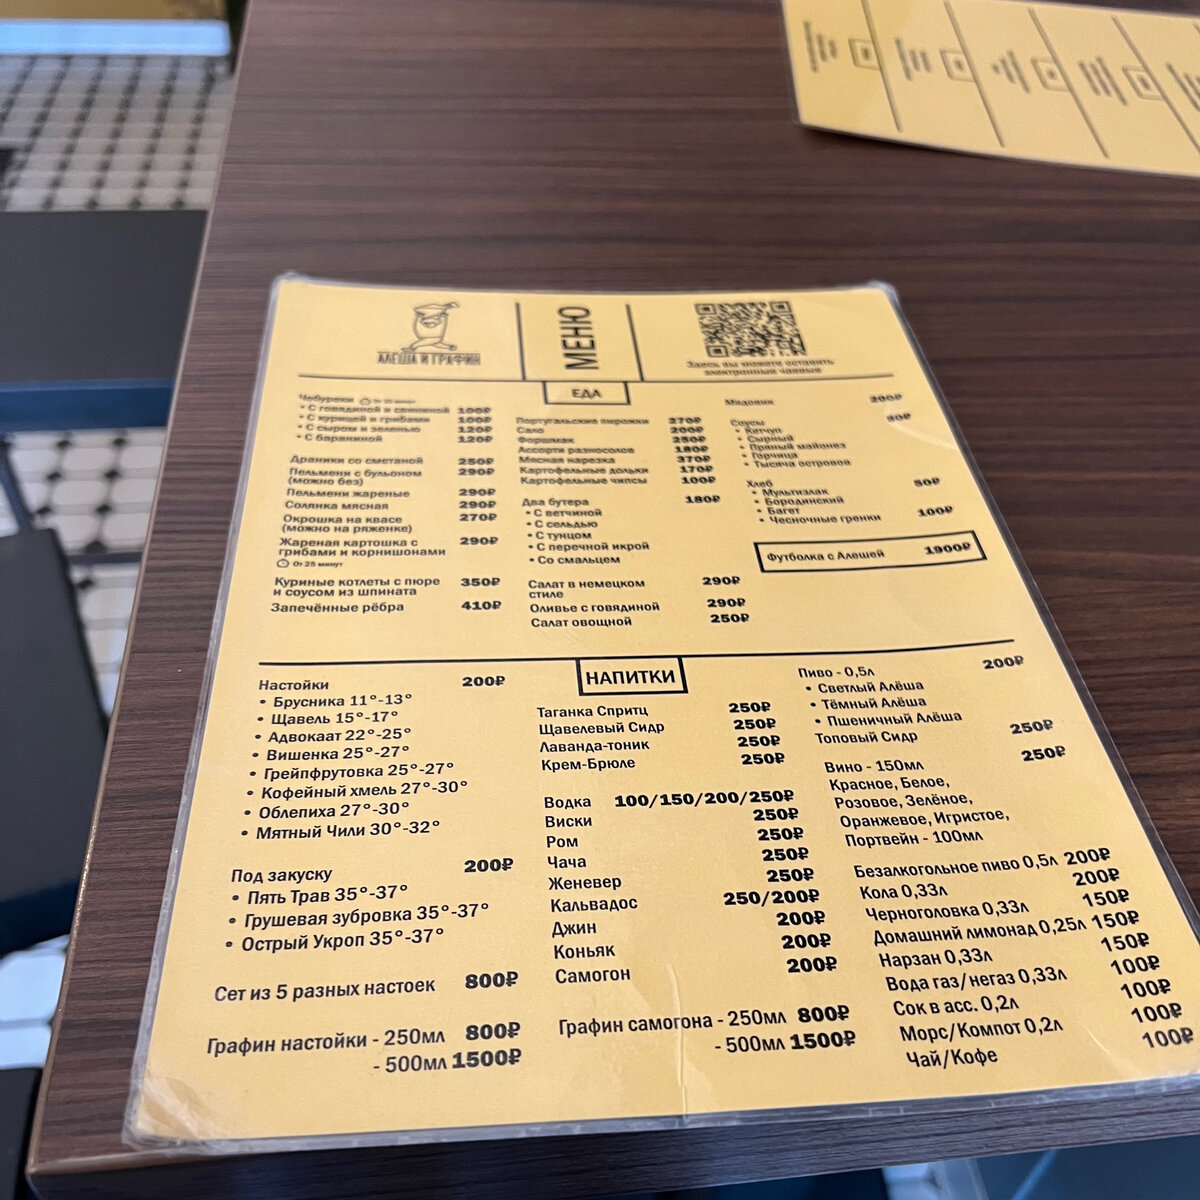 АЛЁША И ГРАФИН
МЕНЮ
Здесь вы можете оставить
электронные чаевые
ЕДА
Чебуреки От 20 минут
• С говядиной и свининой 100₽
• С курицей и грибами 100₽
• С сыром и зеленью 120₽
• С бараниной 120₽
Драники со сметаной 250₽
Пельмени с бульоном 290₽
(можно без)
Пельмени жареные 290₽
Солянка мясная 290₽
Окрошка на квасе 270₽
(можно на ряженке)
Жареная картошка с 290₽
грибами и корнишонами
От 25 минут
Куриные котлеты с пюре 350₽
и соусом из шпината
Запечённые рёбра 410₽
Португальские пирожки 270₽
Сало 200₽
Форшмак 250₽
Ассорти разносолов 180₽
Мясная нарезка 370₽
Картофельные дольки 170₽
Картофельные чипсы 100₽
Два бутера 180₽
• С ветчиной
• С сельдью
• С тунцом
• С перечной икрой
• Со смальцем
Салат в немецком 290₽
стиле
Оливье с говядиной 290₽
Салат овощной 250₽
Медовик 200₽
Соусы 50₽
• Кетчуп
• Сырный
• Пряный майонез
• Горчица
• Тысяча островов
Хлеб 50₽
• Мультизлак
• Бородинский
• Багет
• Чесночные гренки 100₽
Футболка с Алешей 1900₽
НАПИТКИ
Настойки 200₽
• Брусника 11°-13°
• Щавель 15°-17°
• Адвокаат 22°-25°
• Вишенка 25°-27°
• Грейпфрутовка 25°-27°
• Кофейный хмель 27°-30°
• Облепиха 27°-30°
• Мятный Чили 30°-32°
Под закуску 200₽
• Пять Трав 35°-37°
• Грушевая зубровка 35°-37°
• Острый Укроп 35°-37°
Сет из 5 разных настоек 800₽
Графин настойки - 250мл 800₽
- 500мл 1500₽
Таганка Спритц 250₽
Щавелевый Сидр 250₽
Лаванда-тоник 250₽
Крем-Брюле 250₽
Водка 100/150/200/250₽
Виски 250₽
Ром 250₽
Чача 250₽
Женевер 250₽
Кальвадос 250/200₽
Джин 200₽
Коньяк 200₽
Самогон 200₽
Графин самогона - 250мл 800₽
- 500мл 1500₽
Пиво - 0,5л 200₽
• Светлый Алёша
• Тёмный Алёша
• Пшеничный Алёша
Топовый Сидр 250₽
Вино - 150мл 250₽
Красное, Белое,
Розовое, Зелёное,
Оранжевое, Игристое,
Портвейн - 100мл
Безалкогольное пиво 0,5л 200₽
Кола 0,33л 200₽
Черноголовка 0,33л 150₽
Домашний лимонад 0,25л 150₽
Нарзан 0,33л 150₽
Вода газ/негаз 0,33л 100₽
Сок в асс. 0,2л 100₽
Морс/Компот 0,2л 100₽
Чай/Кофе 100₽